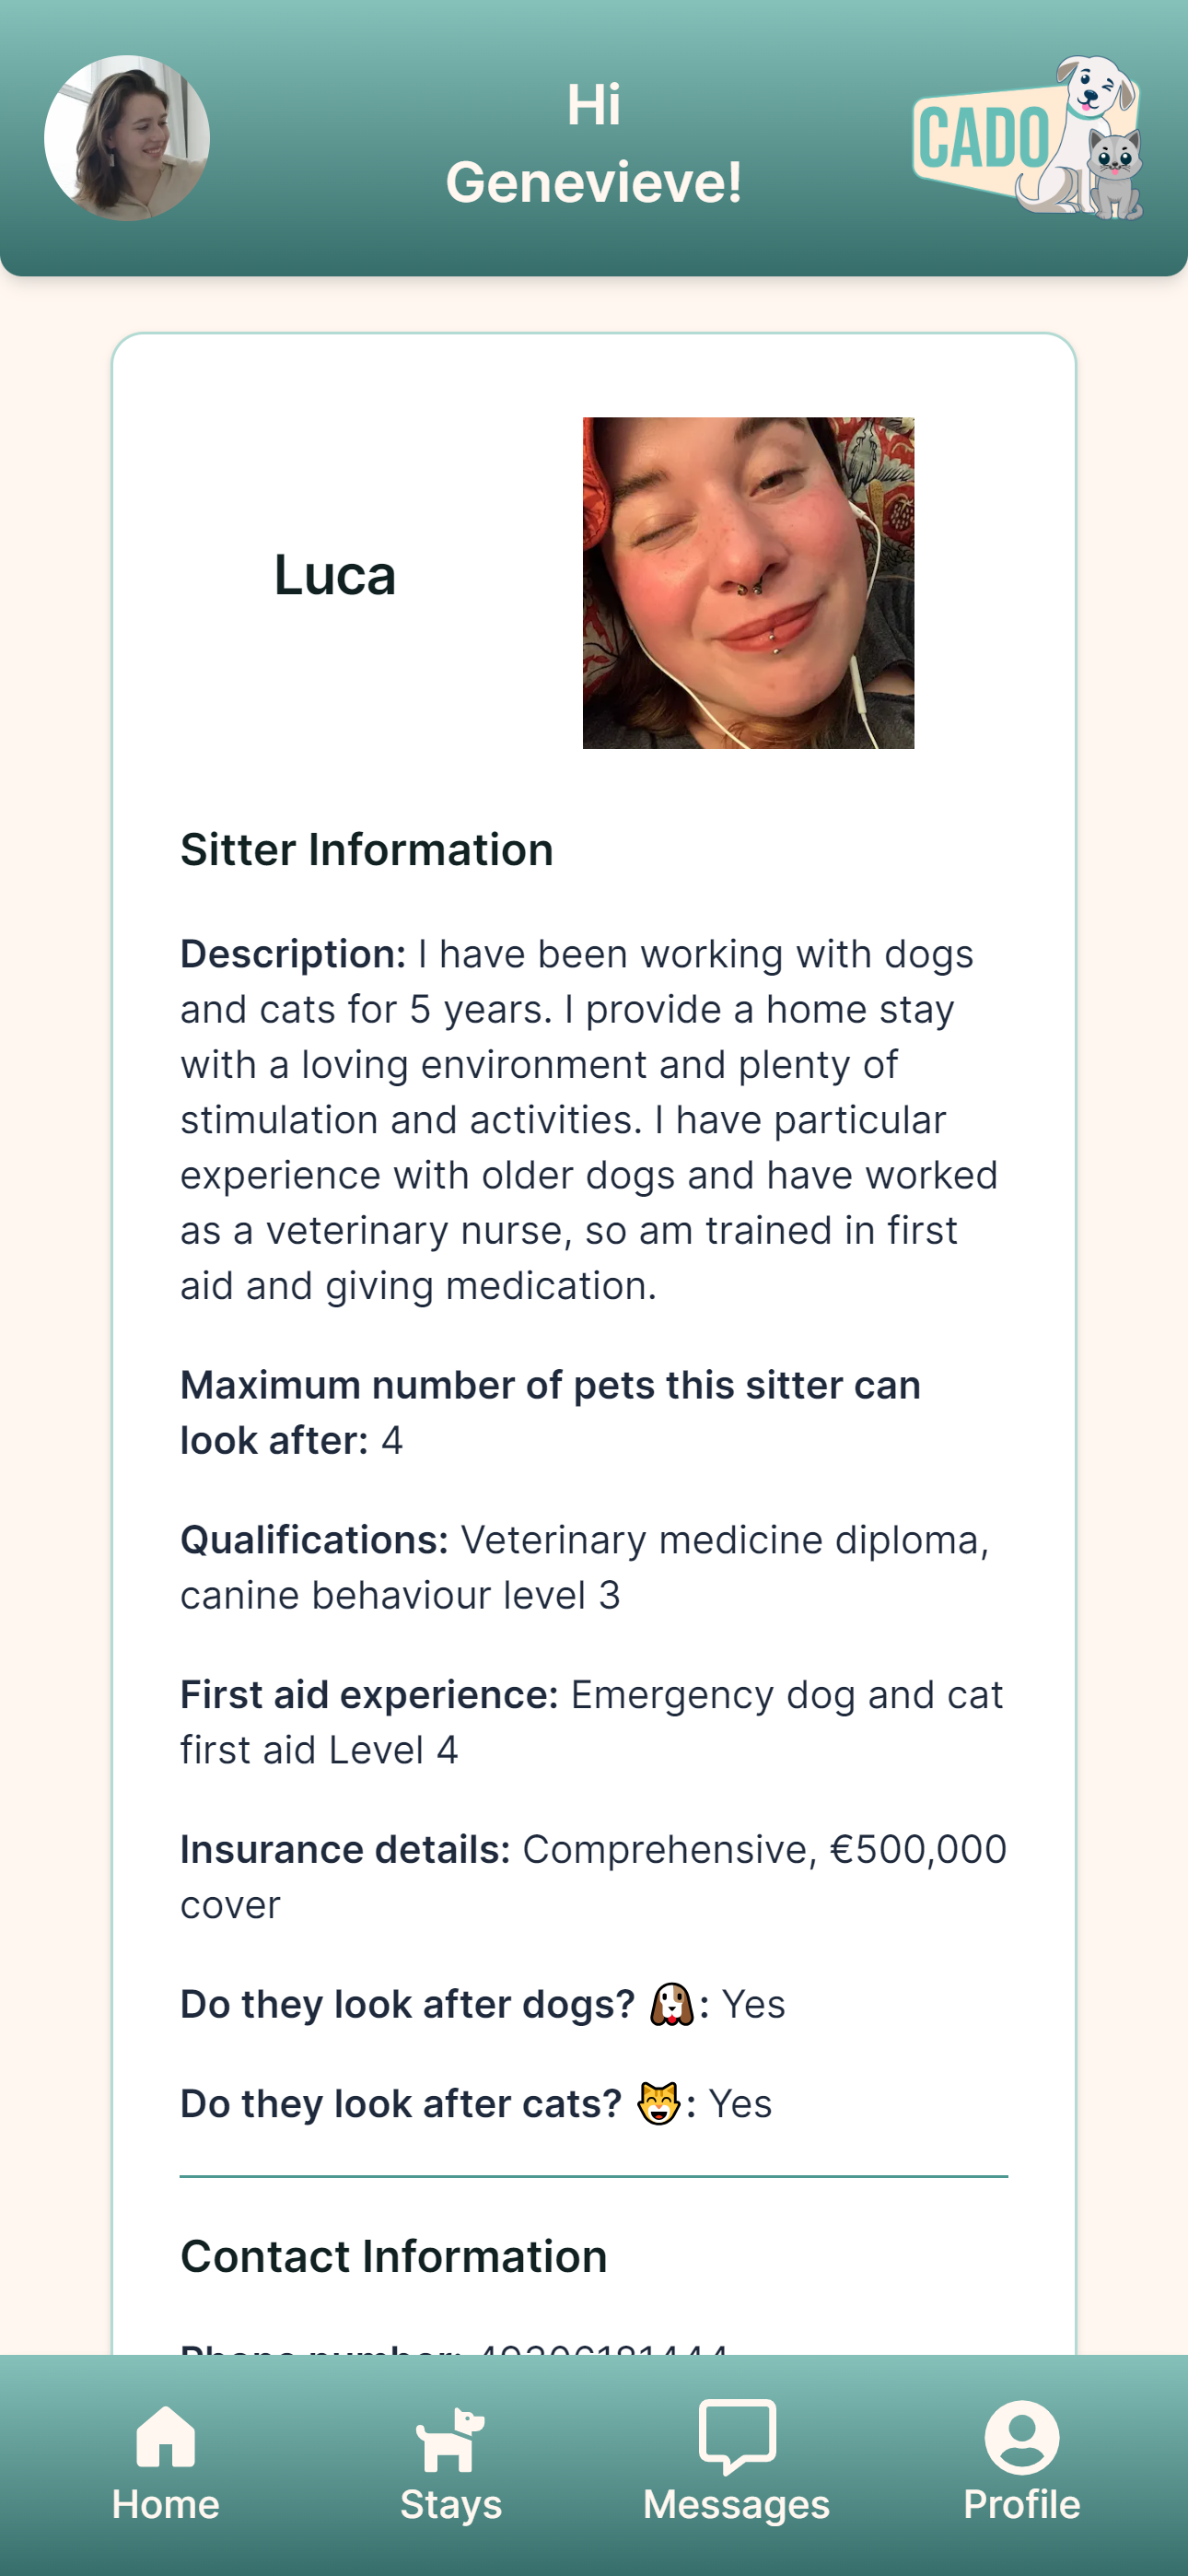 Hi
Genevieve!
CADO
Luca
Sitter Information
Description: I have been working with dogs
and cats for 5 years. I provide a home stay
with a loving environment and plenty of
stimulation and activities. I have particular
experience with older dogs and have worked
as a veterinary nurse, so am trained in first
aid and giving medication.
Maximum number of pets this sitter can
look after: 4
Qualifications: Veterinary medicine diploma,
canine behaviour level 3
First aid experience: Emergency dog and cat
first aid Level 4
Insurance details: Comprehensive, €500,000
cover
Do they look after dogs? 🐶: Yes
Do they look after cats? 😸: Yes
Contact Information
Phone number:
Home
Stays
Messages
Profile